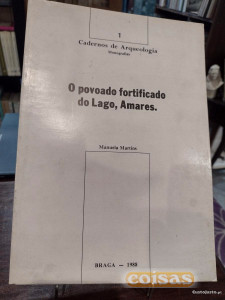 1
Cadernos de Arqueologia
Monografias
O povoado fortificado
do Lago, Amares.
Manuela Martins
BRAGA — 1988
coisas